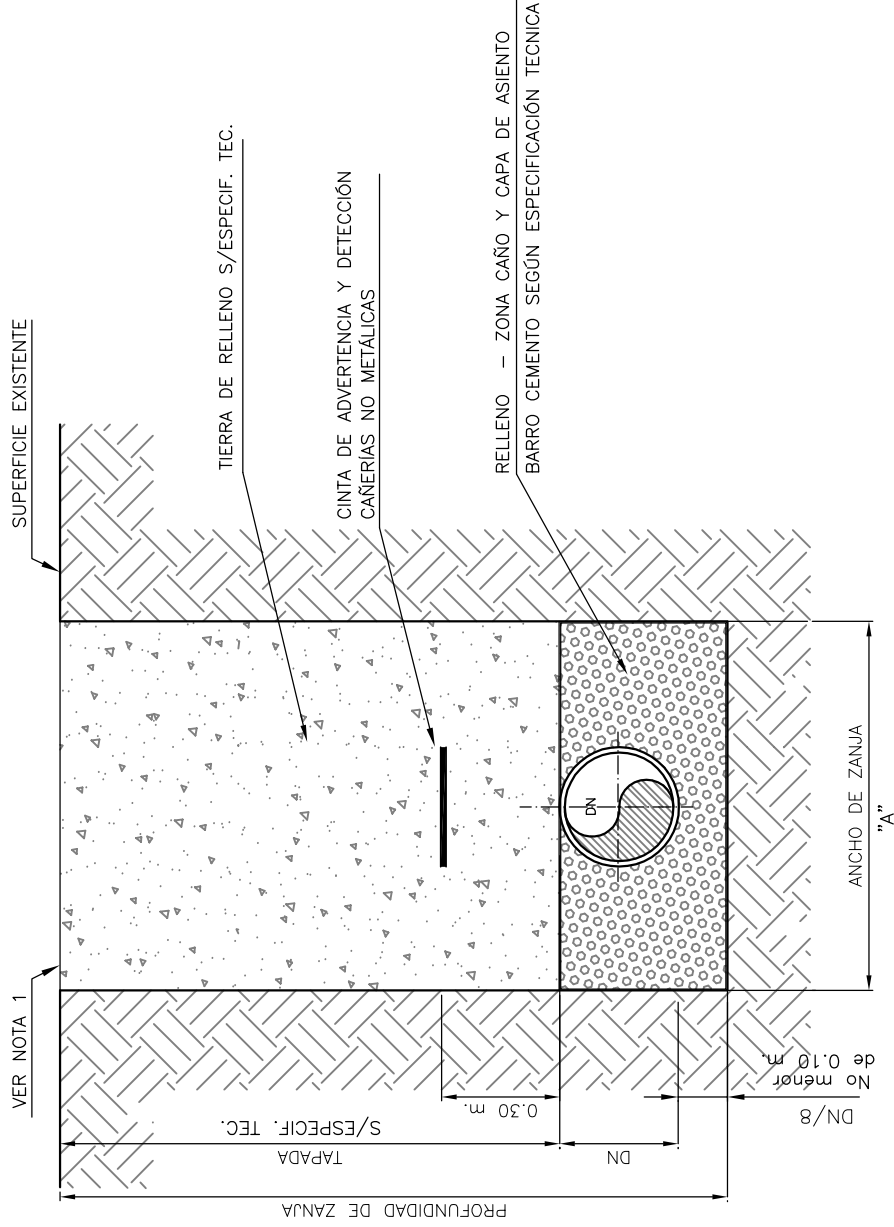 SUPERFICIE EXISTENTE
VER NOTA 1
TIERRA DE RELLENO S/ESPECIF. TEC.
CINTA DE ADVERTENCIA Y DETECCIÓN
CAÑERÍAS NO METÁLICAS
RELLENO – ZONA CAÑO Y CAPA DE ASIENTO
BARRO CEMENTO SEGÚN ESPECIFICACIÓN TECNICA
DN
ANCHO DE ZANJA
"A"
PROFUNDIDAD DE ZANJA
TAPADA
S/ESPECIF. TEC.
0.30 m.
DN
DN/8
No menor
de 0.10 m.